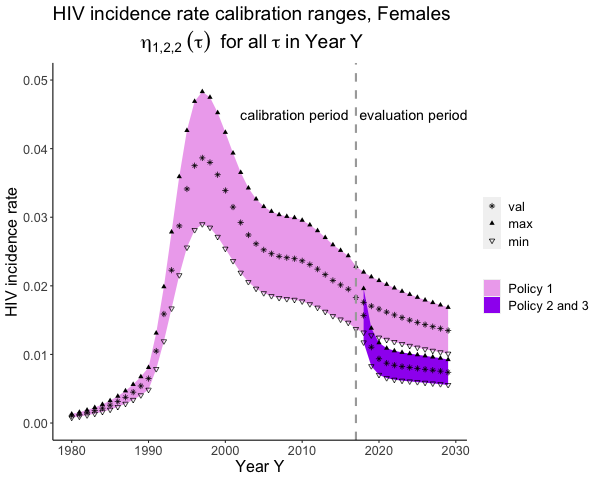 HIV incidence rate calibration ranges, Females
η1,2,2 (τ) for all τ in Year Y
0.05
calibration period evaluation period
0.04
0.03
0.02
0.01
0.00
HIV incidence rate
1980 1990 2000 2010 2020 2030
Year Y
val
max
min
Policy 1
Policy 2 and 3